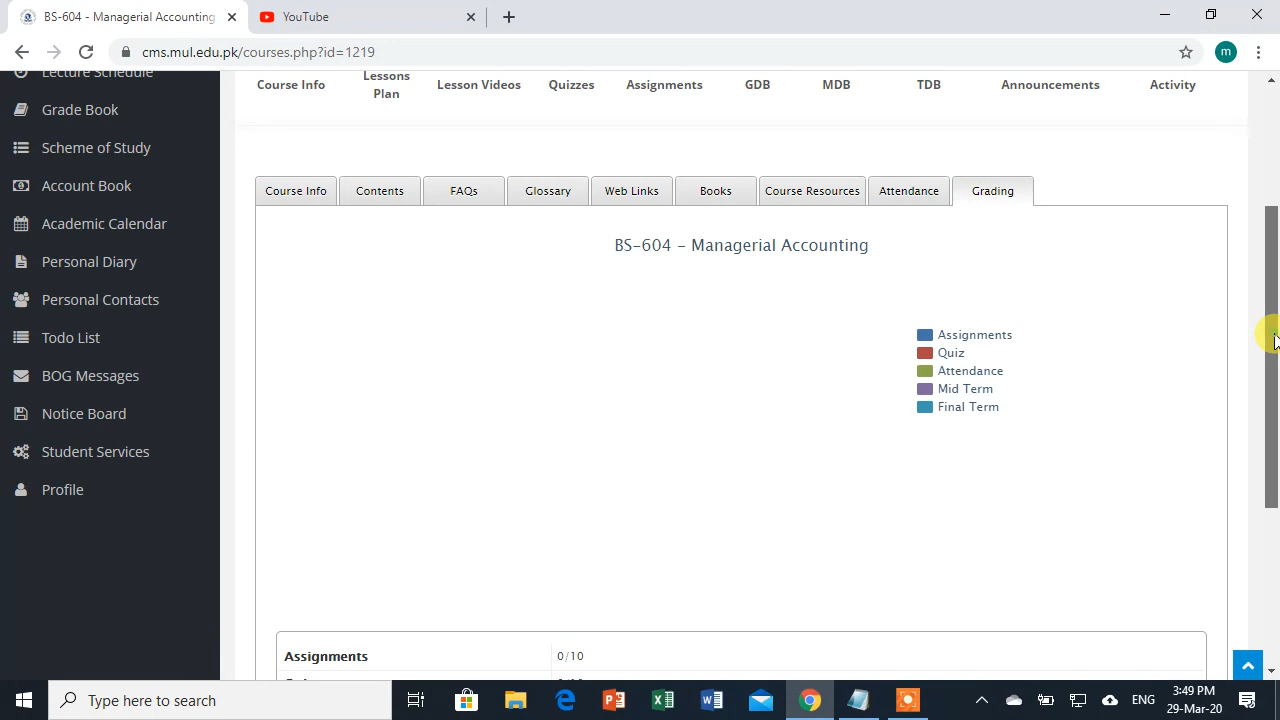 BS-604 - Managerial Accounting
YouTube
cms.mul.edu.pk/courses.php?id=1219
m
Lecture Schedule
Grade Book
Scheme of Study
Account Book
Academic Calendar
Personal Diary
Personal Contacts
Todo List
BOG Messages
Notice Board
Student Services
Profile
Course Info
Lessons
Plan
Lesson Videos
Quizzes
Assignments
GDB
MDB
TDB
Announcements
Activity
Course Info
Contents
FAQs
Glossary
Web Links
Books
Course Resources
Attendance
Grading
BS-604 - Managerial Accounting
Assignments
Quiz
Attendance
Mid Term
Final Term
Assignments 0/10
Type here to search
ENG
3:49 PM
29-Mar-20